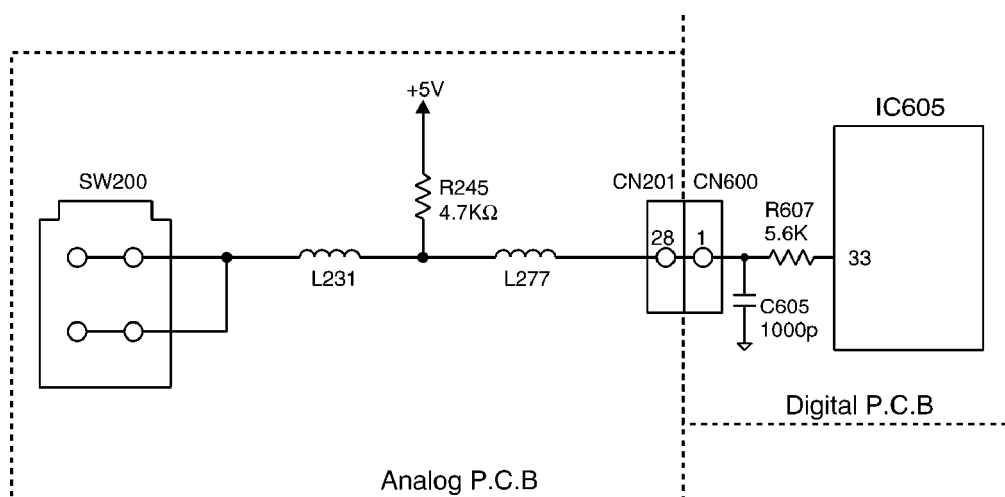 +5V
IC605
SW200
R245
4.7KΩ
CN201
CN600
R607
5.6K
28
1
33
L231
L277
C605
1000p
Digital P.C.B
Analog P.C.B